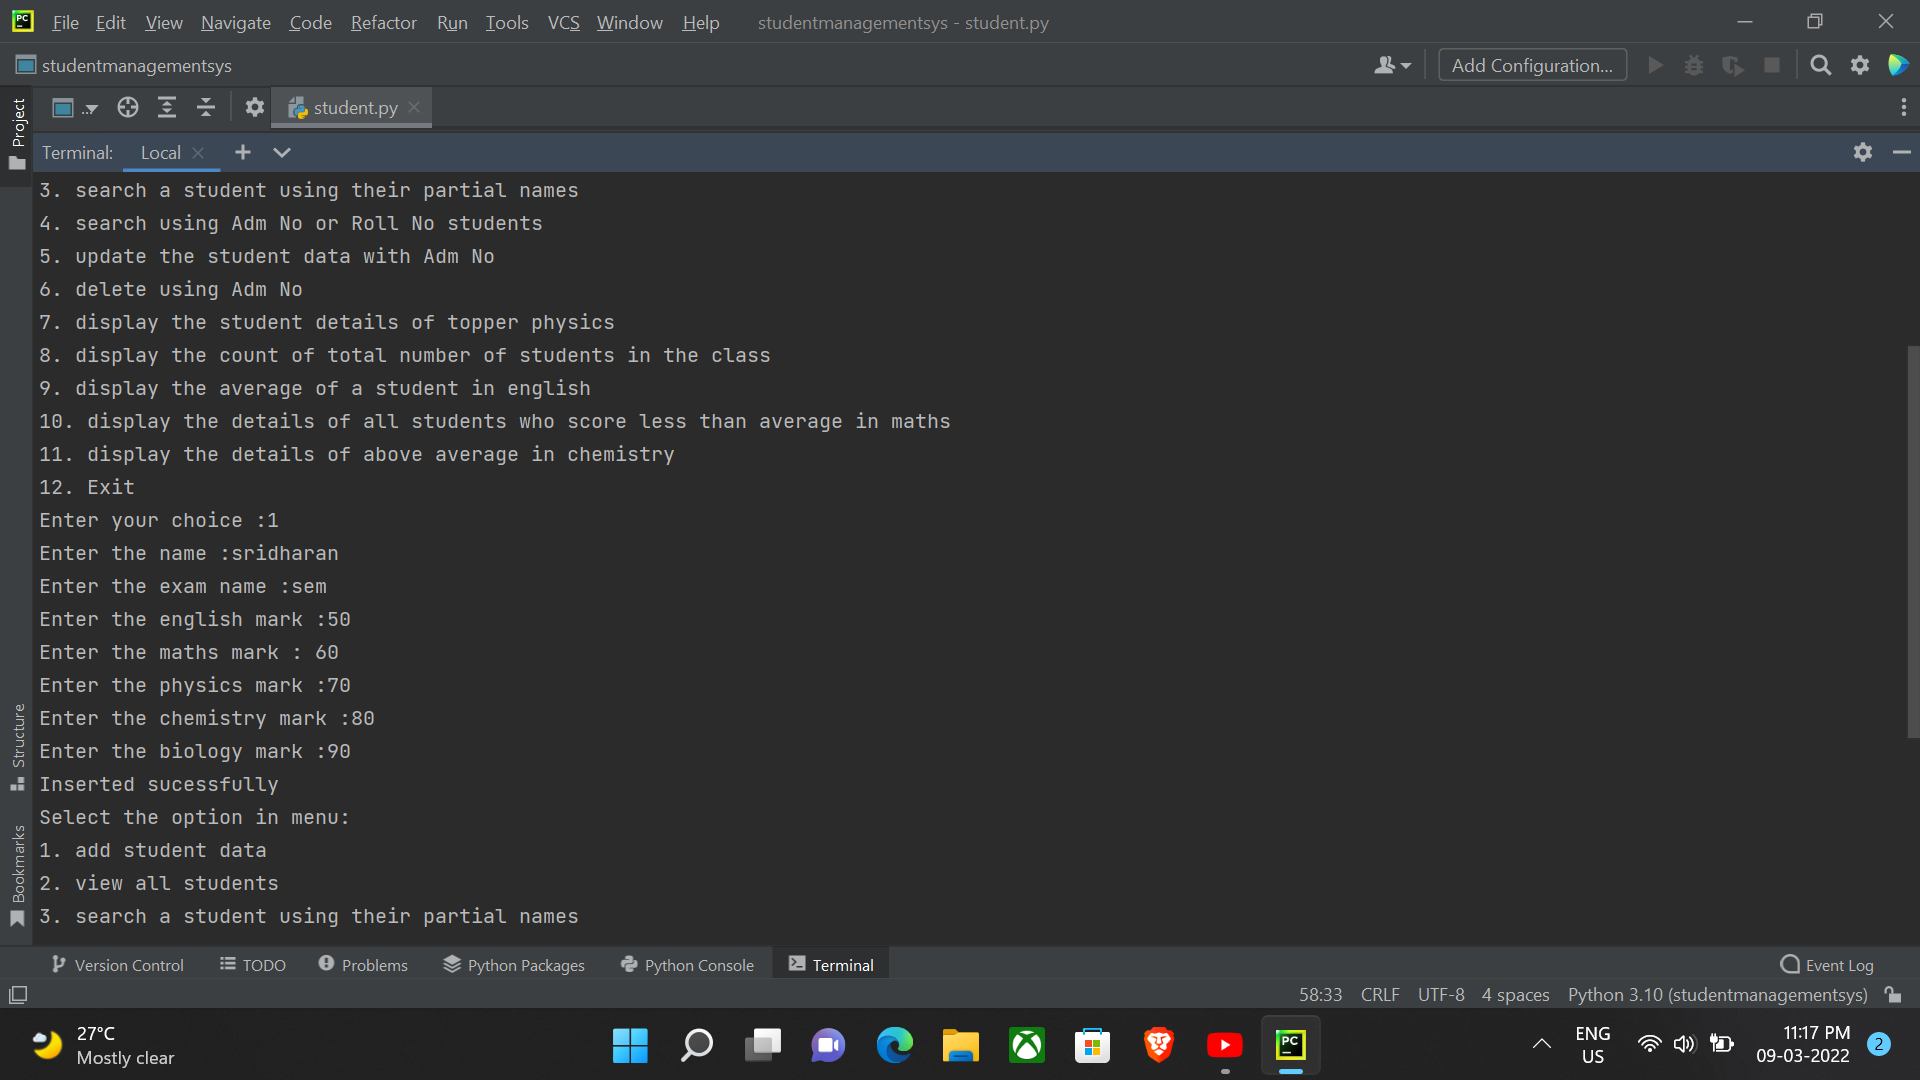 PC File Edit View Navigate Code Refactor Run Tools VCS Window Help studentmanagementsys - student.py
studentmanagementsys Add Configuration...
Project .. student.py
Terminal: Local
3. search a student using their partial names
4. search using Adm No or Roll No students
5. update the student data with Adm No
6. delete using Adm No
7. display the student details of topper physics
8. display the count of total number of students in the class
9. display the average of a student in english
10. display the details of all students who score less than average in maths
11. display the details of above average in chemistry
12. Exit
Enter your choice :1
Enter the name :sridharan
Enter the exam name :sem
Enter the english mark :50
Enter the maths mark : 60
Enter the physics mark :70
Enter the chemistry mark :80
Enter the biology mark :90
Inserted sucessfully
Select the option in menu:
1. add student data
2. view all students
3. search a student using their partial names
Structure
Bookmarks
Version Control TODO Problems Python Packages Python Console Terminal Event Log
58:33 CRLF UTF-8 4 spaces Python 3.10 (studentmanagementsys)
27°C
Mostly clear
PC
ENG
US
11:17 PM
09-03-2022
2